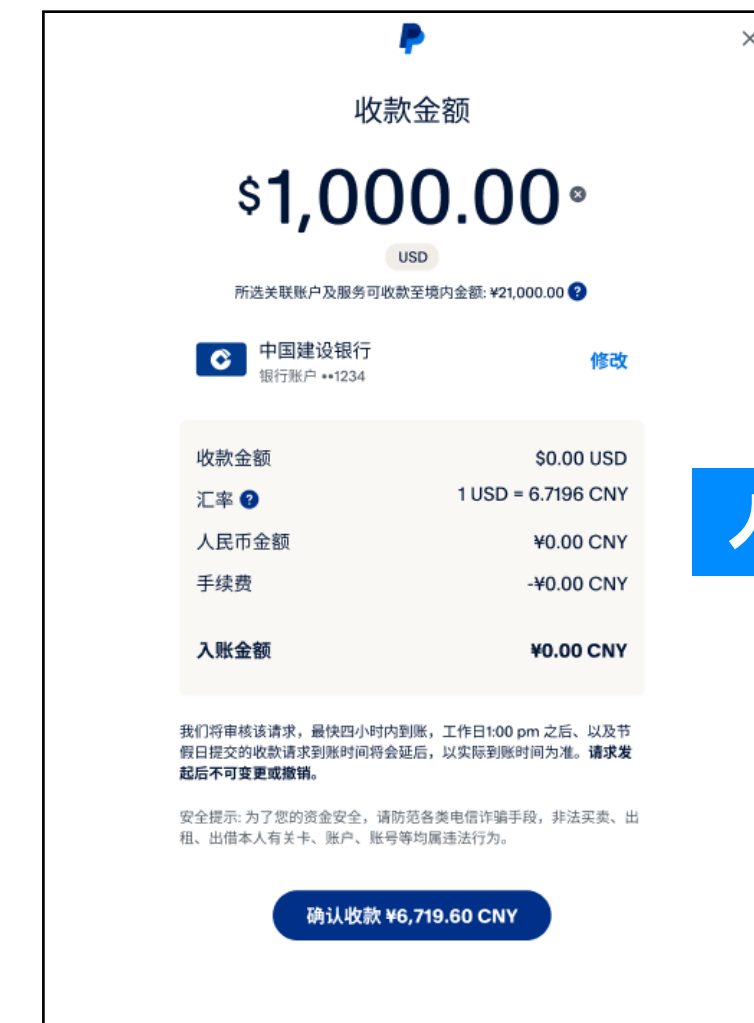 收款金额
$1,000.00
USD
所选关联账户及服务可收款至境内金额: ¥21,000.00 ?
中国建设银行
银行账户 ••1234
修改
收款金额 $0.00 USD
汇率 ? 1 USD = 6.7196 CNY
人民币金额 ¥0.00 CNY
手续费 -¥0.00 CNY
入账金额 ¥0.00 CNY
我们将审核该请求，最快四小时内到账，工作日1:00 pm 之后、以及节
假日提交的收款请求到账时间将会延后，以实际到账时间为准。请求发
起后不可变更或撤销。
安全提示: 为了您的资金安全，请防范各类电信诈骗手段，非法买卖、出
租、出借本人有关卡、账户、账号等均属违法行为。
确认收款 ¥6,719.60 CNY